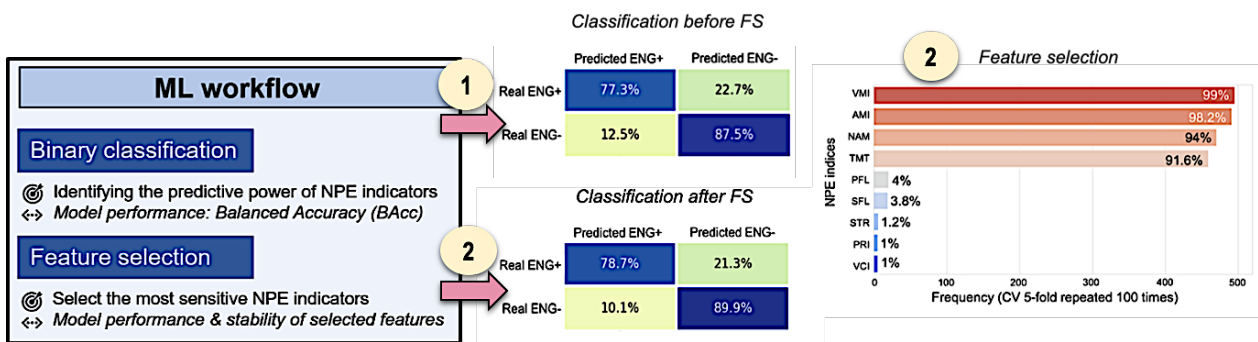 ML workflow
Binary classification
Identifying the predictive power of NPE indicators
Model performance: Balanced Accuracy (BAcc)
Feature selection
Select the most sensitive NPE indicators
Model performance & stability of selected features
1
2
Classification before FS
Predicted ENG+ Predicted ENG-
Real ENG+ 77.3% 22.7%
Real ENG- 12.5% 87.5%
Classification after FS
Predicted ENG+ Predicted ENG-
Real ENG+ 78.7% 21.3%
Real ENG- 10.1% 89.9%
2 Feature selection
NPE indices
VMI 99%
AMI 98.2%
NAM 94%
TMT 91.6%
PFL 4%
SFL 3.8%
STR 1.2%
PRI 1%
VCI 1%
0 100 200 300 400 500
Frequency (CV 5-fold repeated 100 times)